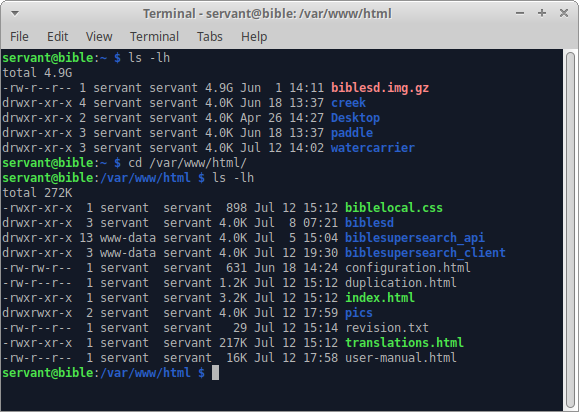 Terminal - servant@bible: /var/www/html
File Edit View Terminal Tabs Help
servant@bible:~ $ ls -lh
total 4.9G
-rw-r--r-- 1 servant servant 4.9G Jun  1 14:11 biblesd.img.gz
drwxr-xr-x 4 servant servant 4.0K Jun 18 13:37 creek
drwxr-xr-x 2 servant servant 4.0K Apr 26 14:27 Desktop
drwxr-xr-x 3 servant servant 4.0K Jun 18 13:37 paddle
drwxr-xr-x 3 servant servant 4.0K Jul 12 14:02 watercarrier
servant@bible:~ $ cd /var/www/html/
servant@bible:/var/www/html $ ls -lh
total 272K
-rwxr-xr-x  1 servant  servant  898 Jul 12 15:12 biblelocal.css
drwxr-xr-x  3 servant  servant 4.0K Jul  8 07:21 biblesd
drwxr-xr-x 13 www-data servant 4.0K Jul  5 15:04 biblesupersearch_api
drwxr-xr-x  3 www-data servant 4.0K Jul 12 19:30 biblesupersearch_client
-rw-rw-r--  1 servant  servant  631 Jun 18 14:24 configuration.html
-rw-r--r--  1 servant  servant 1.2K Jul 12 15:12 duplication.html
-rwxr-xr-x  1 servant  servant 3.2K Jul 12 15:12 index.html
drwxrwxr-x  2 servant  servant 4.0K Jul 12 17:59 pics
-rw-rw-r--  1 servant  servant   29 Jul 12 15:14 revision.txt
-rwxr-xr-x  1 servant  servant 217K Jul 12 15:12 translations.html
-rw-r--r--  1 servant  servant  16K Jul 12 17:58 user-manual.html
servant@bible:/var/www/html $